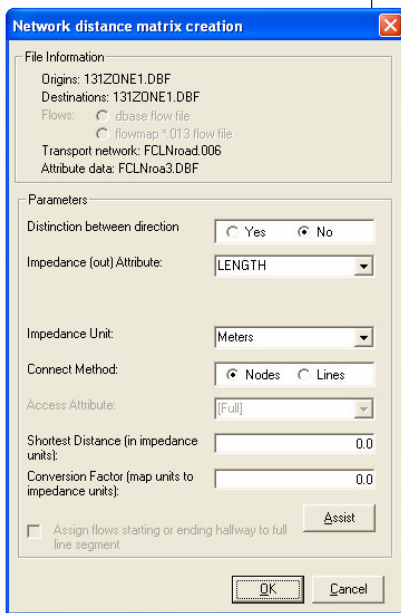 Network distance matrix creation
File Information
Origins: 131ZONE1.DBF
Destinations: 131ZONE1.DBF
Flows: dbase flow file
flowmap *.013 flow file
Transport network: FCLNroad.006
Attribute data: FCLNroa3.DBF
Parameters
Distinction between direction Yes No
Impedance (out) Attribute: LENGTH
Impedance Unit: Meters
Connect Method: Nodes Lines
Access Attribute: [Full]
Shortest Distance (in impedance
units): 0.0
Conversion Factor (map units to
impedance units): 0.0
Assist
Assign flows starting or ending halfway to full
line segment
OK Cancel